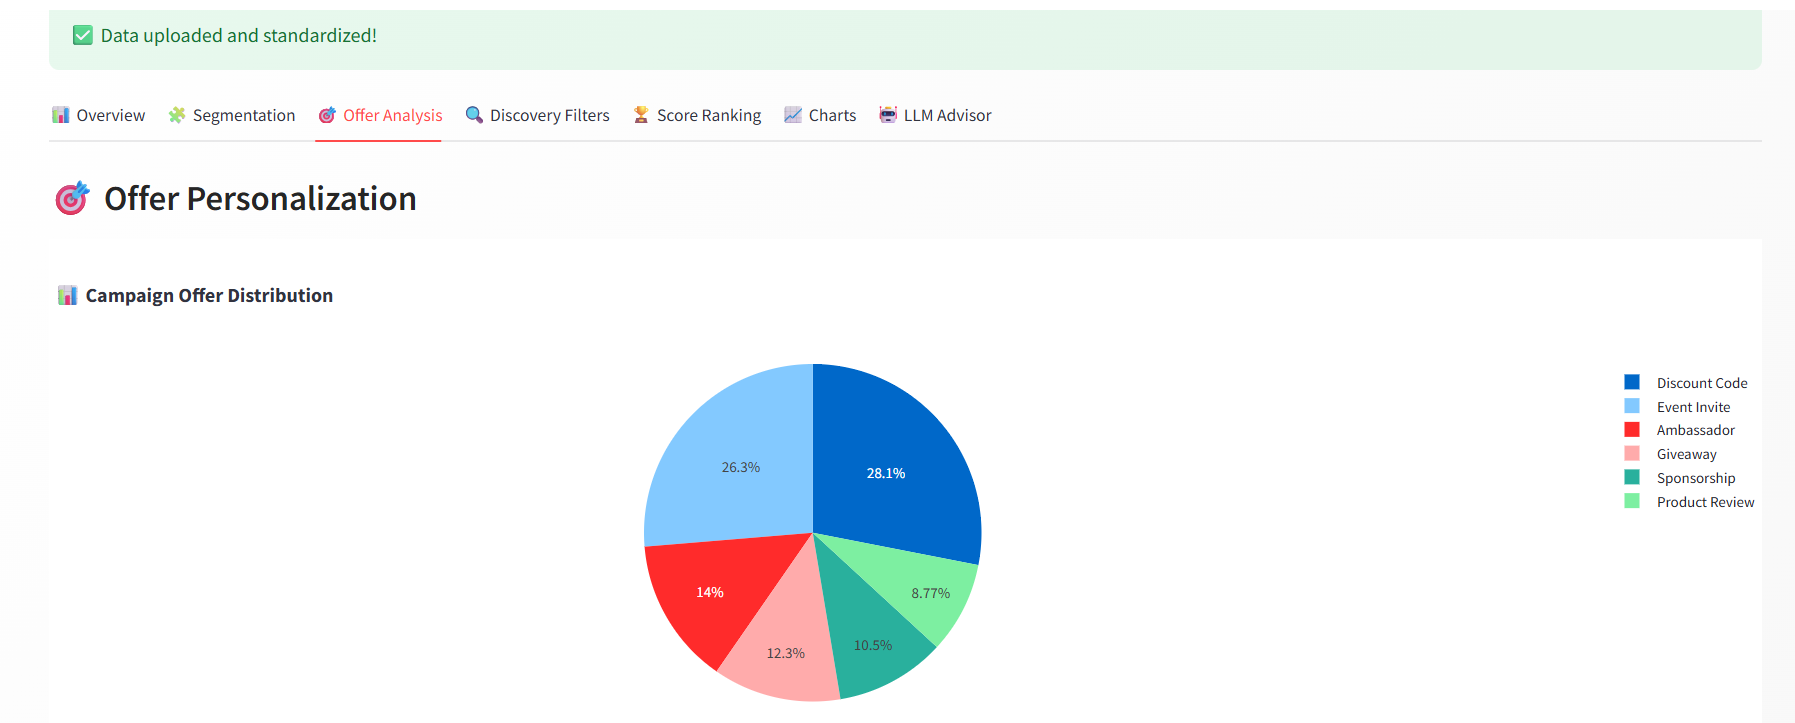 ✅ Data uploaded and standardized!
📊 Overview 🧩 Segmentation 🎯 Offer Analysis 🔍 Discovery Filters 🏆 Score Ranking 📈 Charts 🤖 LLM Advisor
🎯 Offer Personalization
📊 Campaign Offer Distribution
Discount Code
Event Invite
Ambassador
Giveaway
Sponsorship
Product Review
26.3%
28.1%
14%
8.77%
12.3%
10.5%